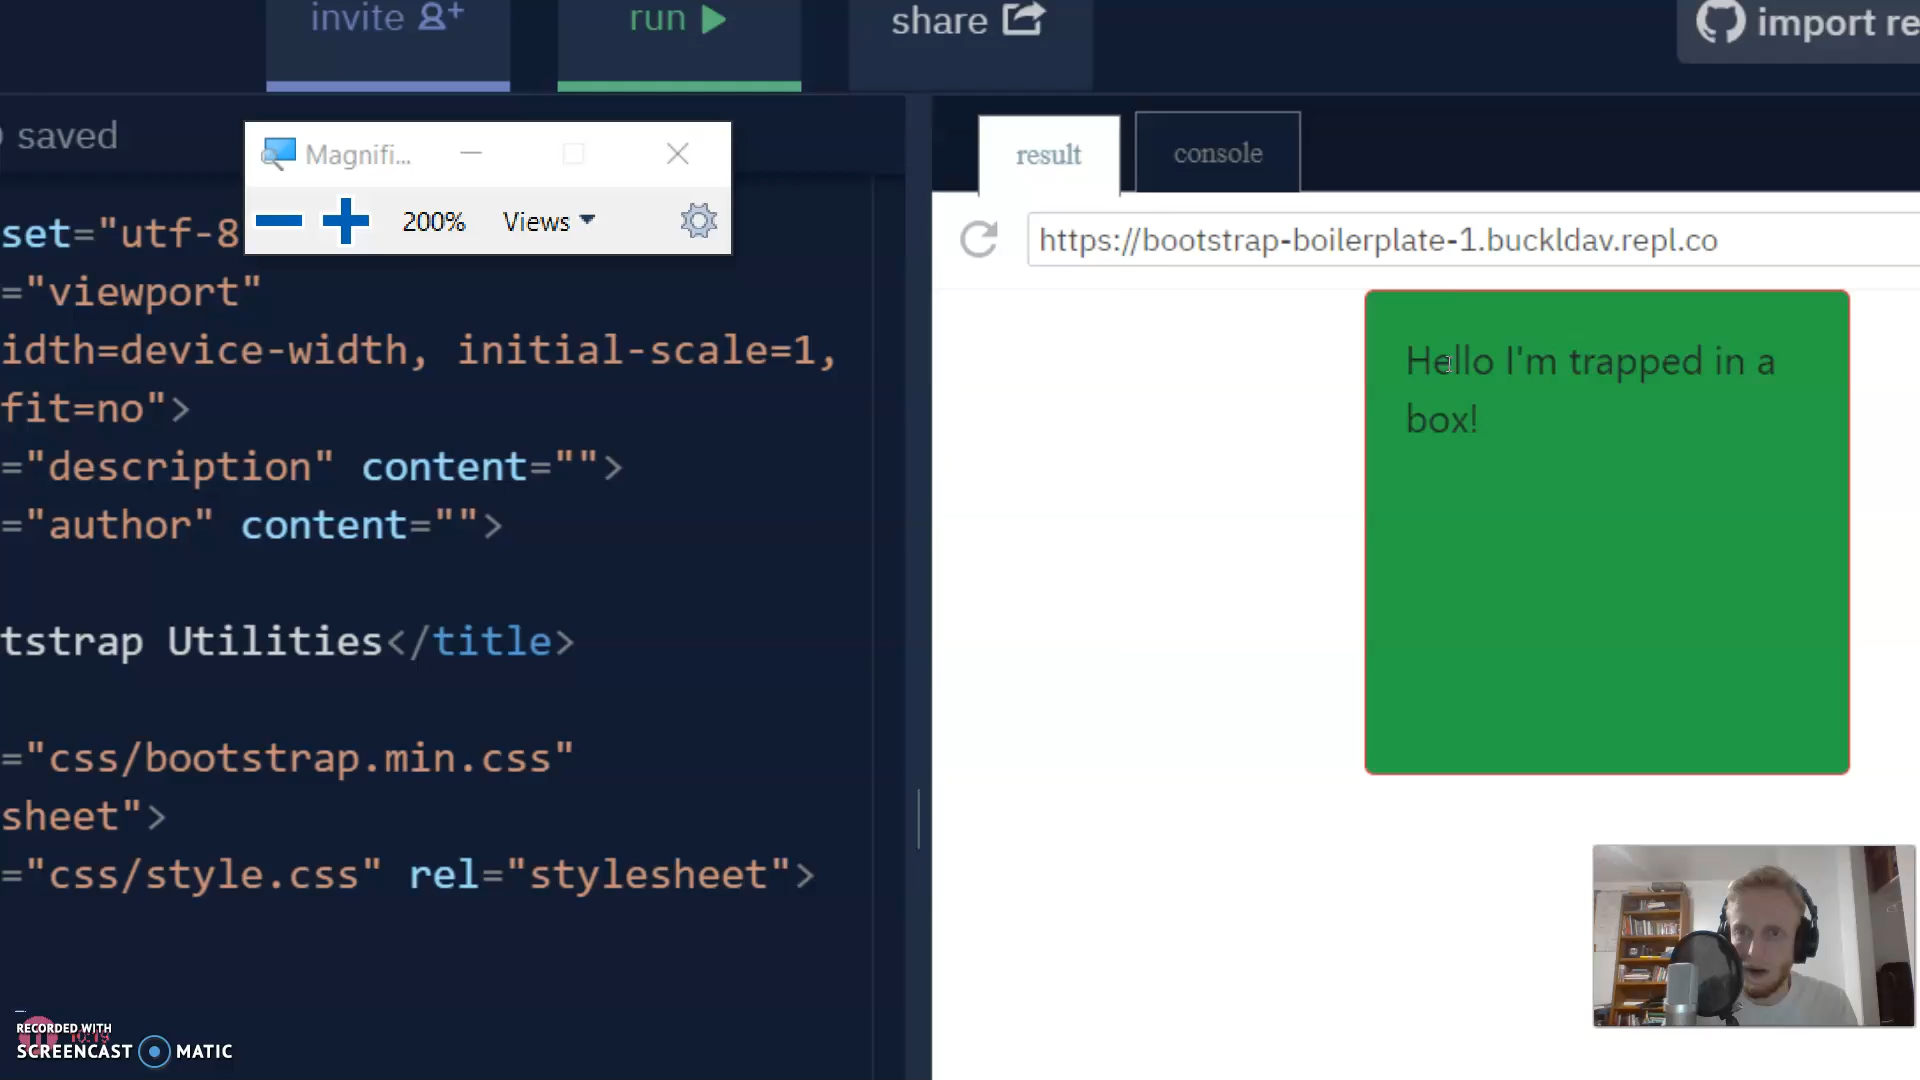 invite
run
share
import re
saved
Magnifi...
200%
Views
set="utf-8
="viewport"
idth=device-width, initial-scale=1,
fit=no">
="description" content="">
="author" content="">
tstrap Utilities</title>
="css/bootstrap.min.css"
sheet">
="css/style.css" rel="stylesheet">
result
console
https://bootstrap-boilerplate-1.buckldav.repl.co
Hello I'm trapped in a
box!
RECORDED WITH
SCREENCAST MATIC